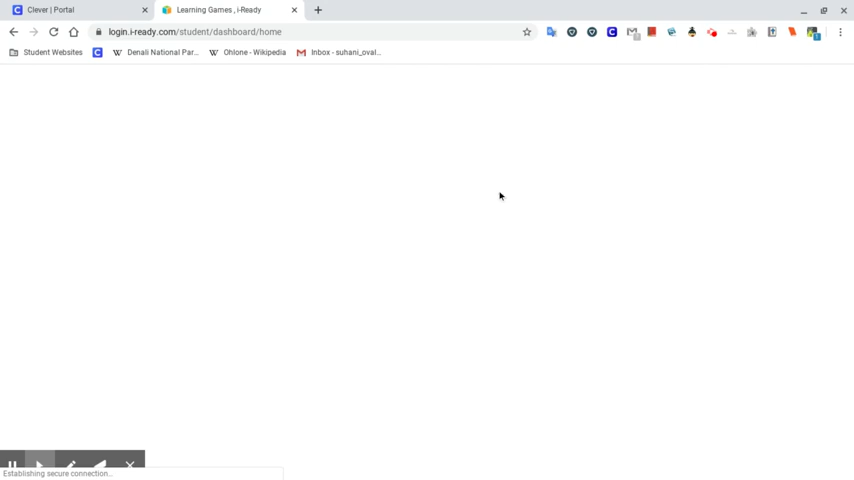 Clever | Portal
Learning Games , i-Ready
login.i-ready.com/student/dashboard/home
Student Websites
Denali National Par...
Ohlone - Wikipedia
Inbox - suhani_oval...
Establishing secure connection...